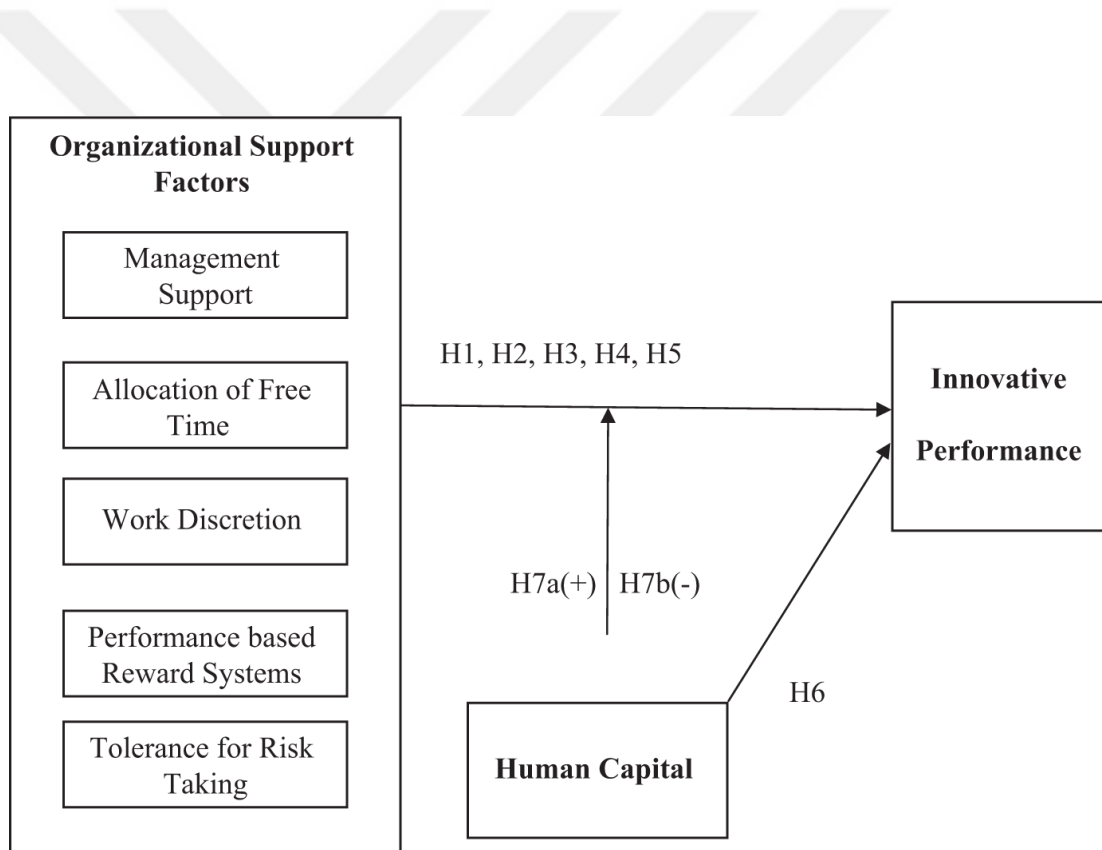 Organizational Support
Factors
Management
Support
Allocation of Free
Time
Work Discretion
Performance based
Reward Systems
Tolerance for Risk
Taking
H1, H2, H3, H4, H5
H7a(+) H7b(-)
H6
Human Capital
Innovative
Performance